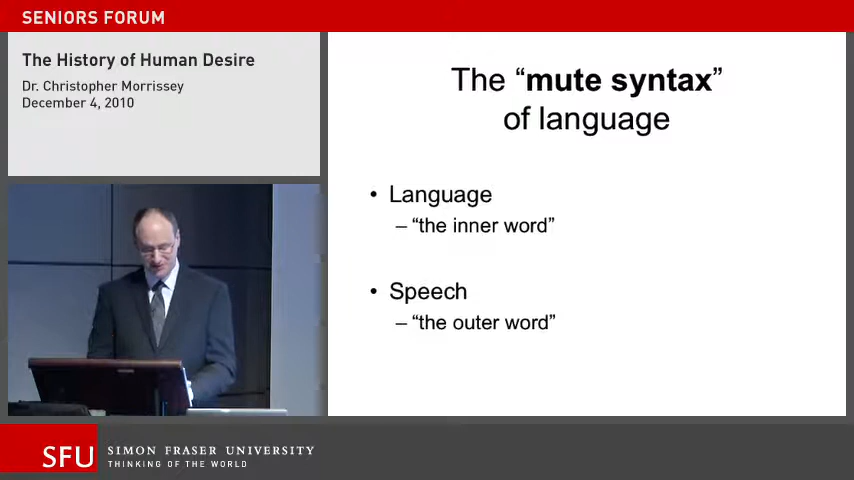 SENIORS FORUM
The History of Human Desire
Dr. Christopher Morrissey
December 4, 2010
The “mute syntax”
of language
• Language
– “the inner word”
• Speech
– “the outer word”
SFU
SIMON FRASER UNIVERSITY
THINKING OF THE WORLD